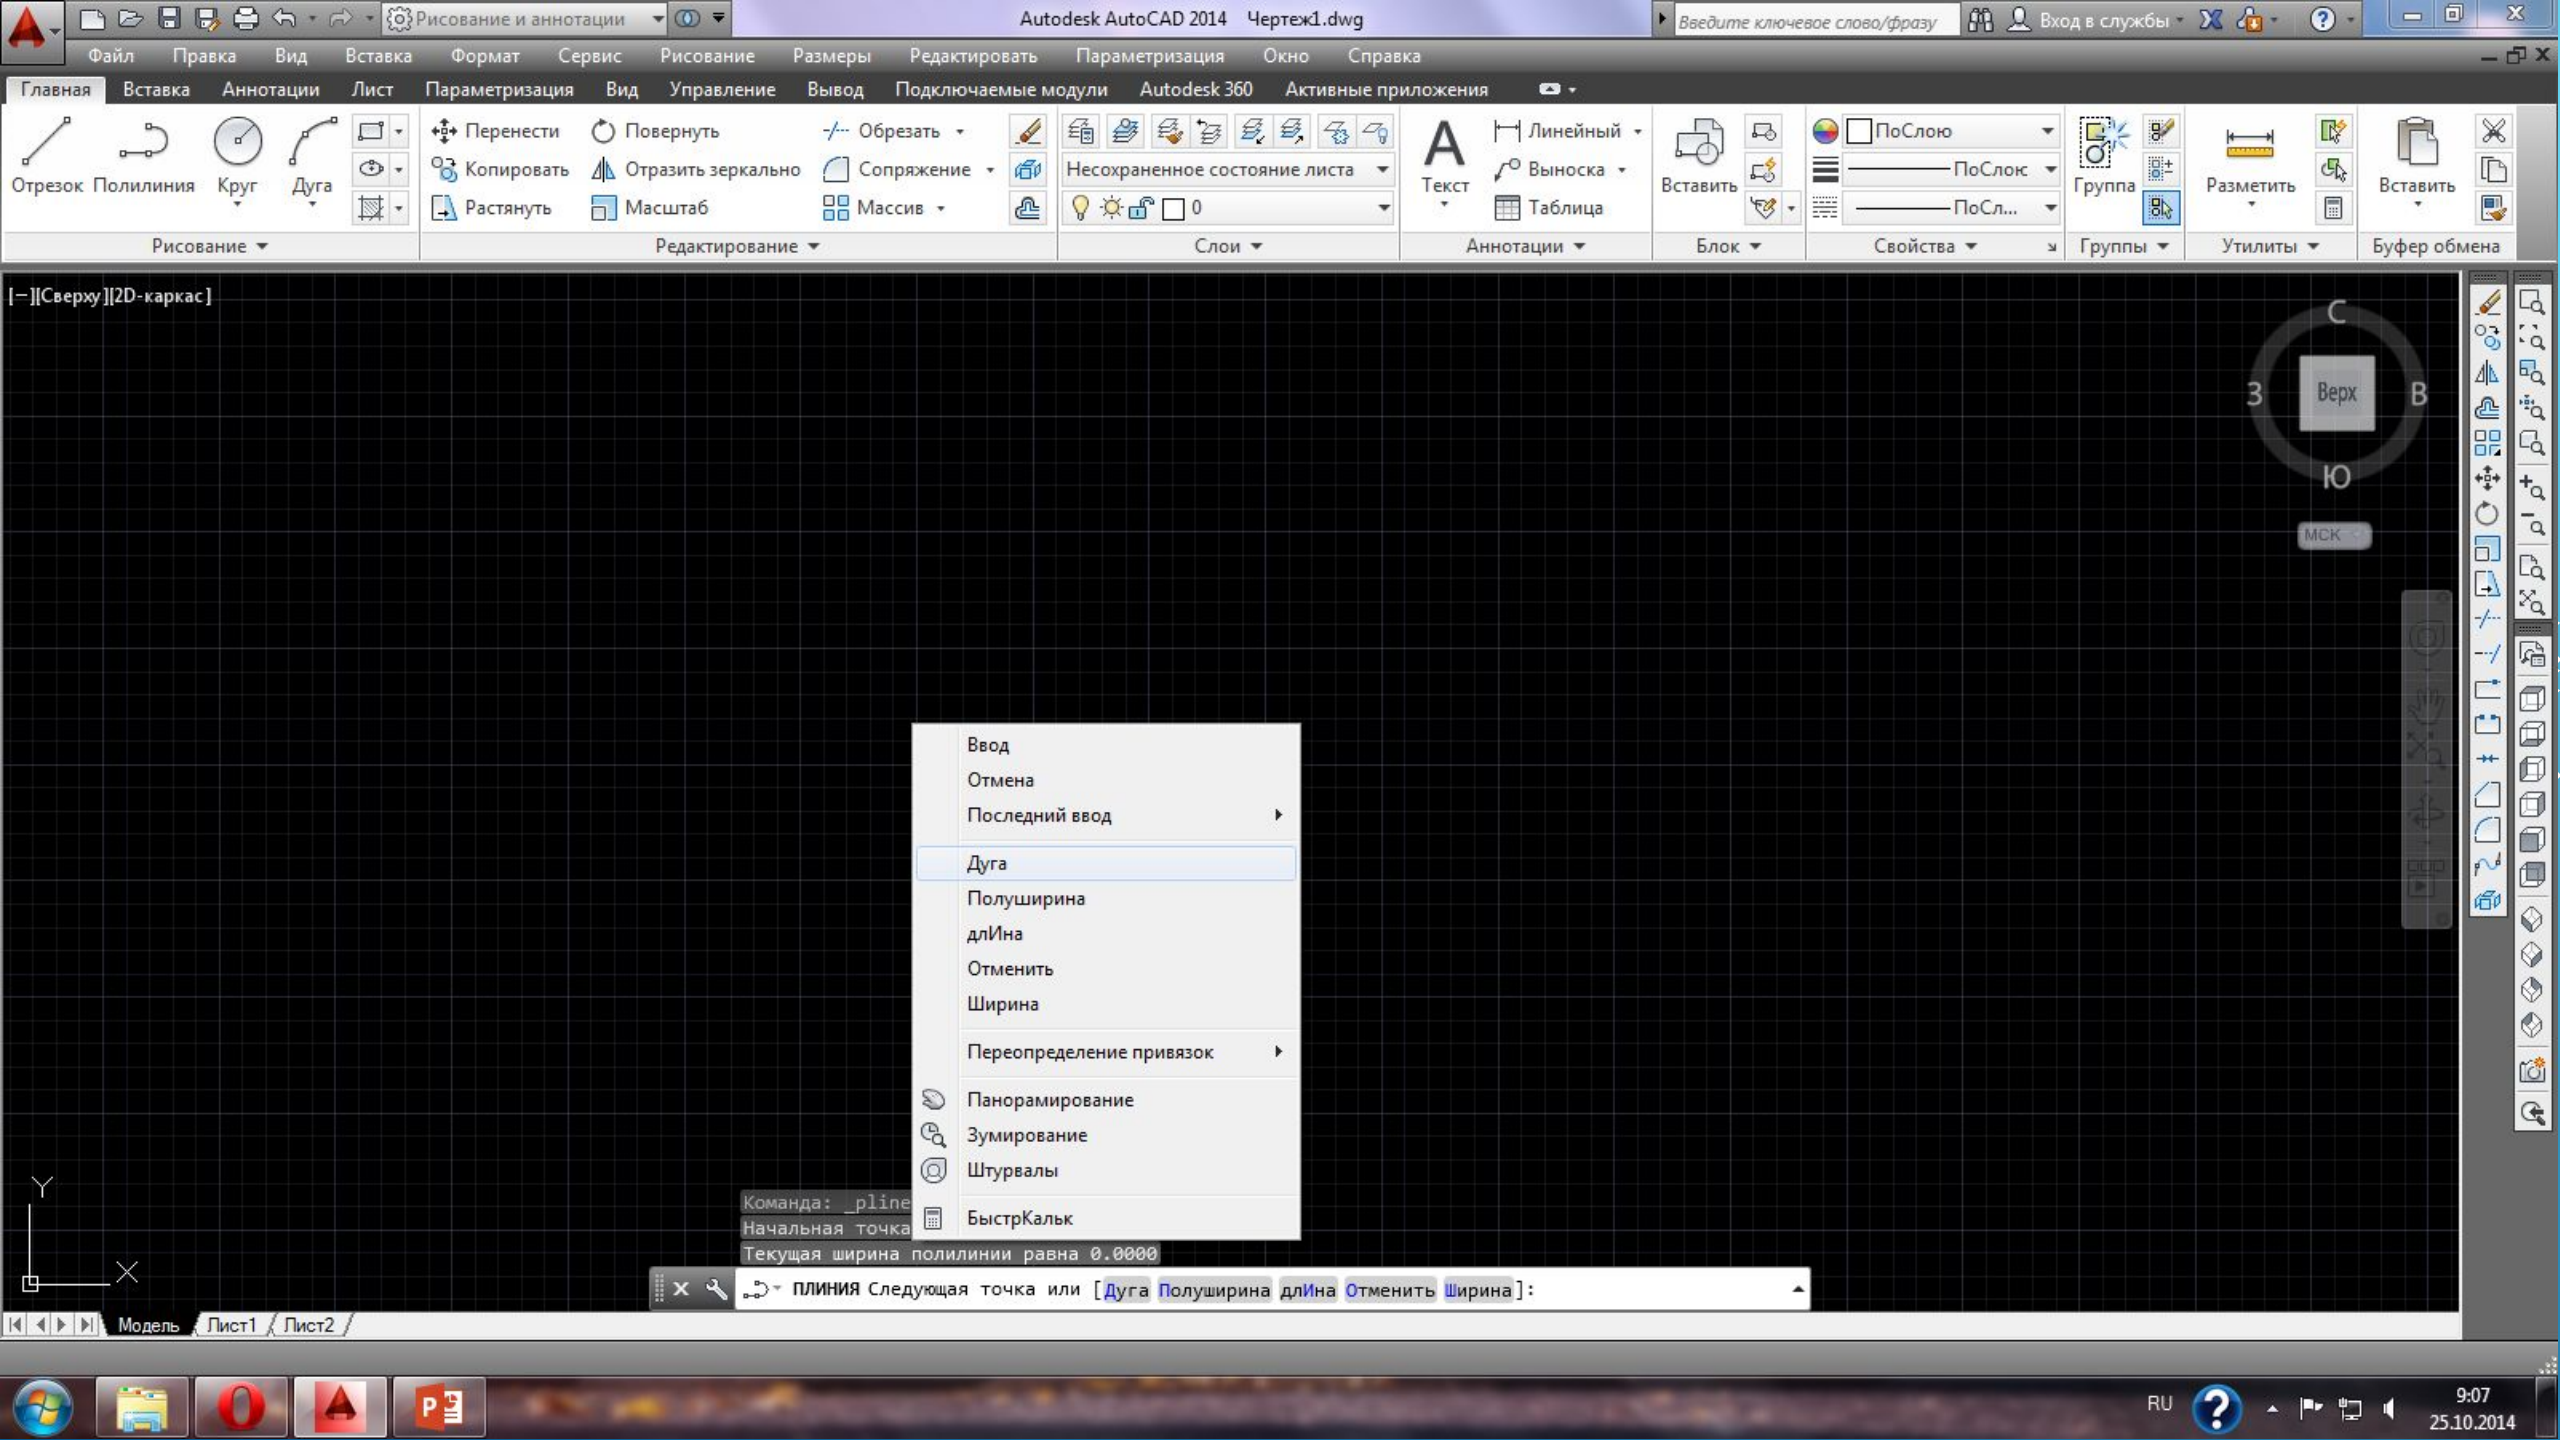 Рисование и аннотации
Autodesk AutoCAD 2014 Чертеж1.dwg
Введите ключевое слово/фразу
Вход в службы
Файл Правка Вид Вставка Формат Сервис Рисование Размеры Редактировать Параметризация Окно Справка
Главная Вставка Аннотации Лист Параметризация Вид Управление Вывод Подключаемые модули Autodesk 360 Активные приложения
Отрезок Полилиния Круг Дуга
Рисование
Перенести Повернуть Обрезать
Копировать Отразить зеркально Сопряжение
Растянуть Масштаб Массив
Редактирование
Несохраненное состояние листа
0
Слои
A
Текст
Линейный
Выноска
Таблица
Аннотации
Вставить
Блок
ПоСлою
ПоСлою
ПоСл...
Свойства
Группа
Группы
Разметить
Утилиты
Вставить
Буфер обмена
[−][Сверху][2D-каркас]
С
З Верх В
Ю
МСК
Ввод
Отмена
Последний ввод
Дуга
Полуширина
длИна
Отменить
Ширина
Переопределение привязок
Панорамирование
Зумирование
Штурвалы
БыстрКальк
Y
X
Команда: _pline
Начальная точка
Текущая ширина полилинии равна 0.0000
ПЛИНИЯ Следующая точка или [Дуга Полуширина длИна Отменить Ширина]:
Модель Лист1 Лист2
RU
9:07
25.10.2014